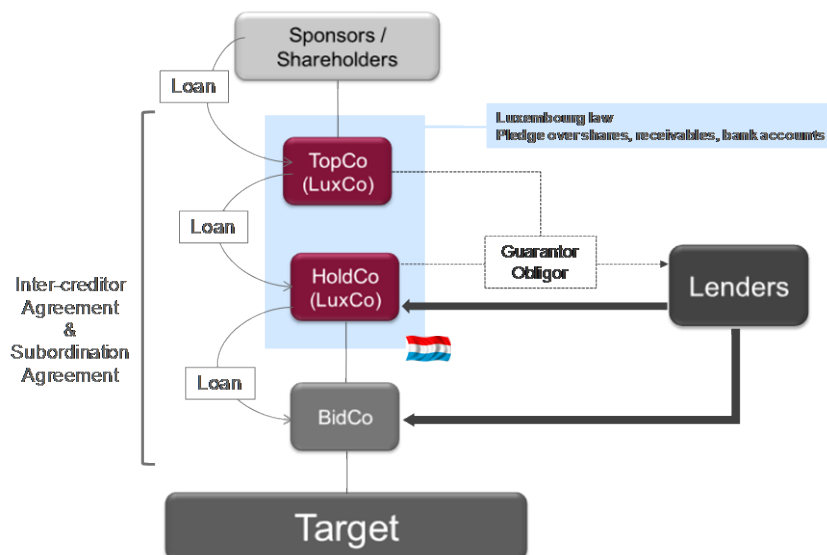 Sponsors /
Shareholders
Loan
Luxembourg law
Pledge over shares, receivables, bank accounts
TopCo
(LuxCo)
Loan
Guarantor
Obligor
HoldCo
(LuxCo)
Lenders
Inter-creditor
Agreement
&
Subordination
Agreement
Loan
BidCo
Target